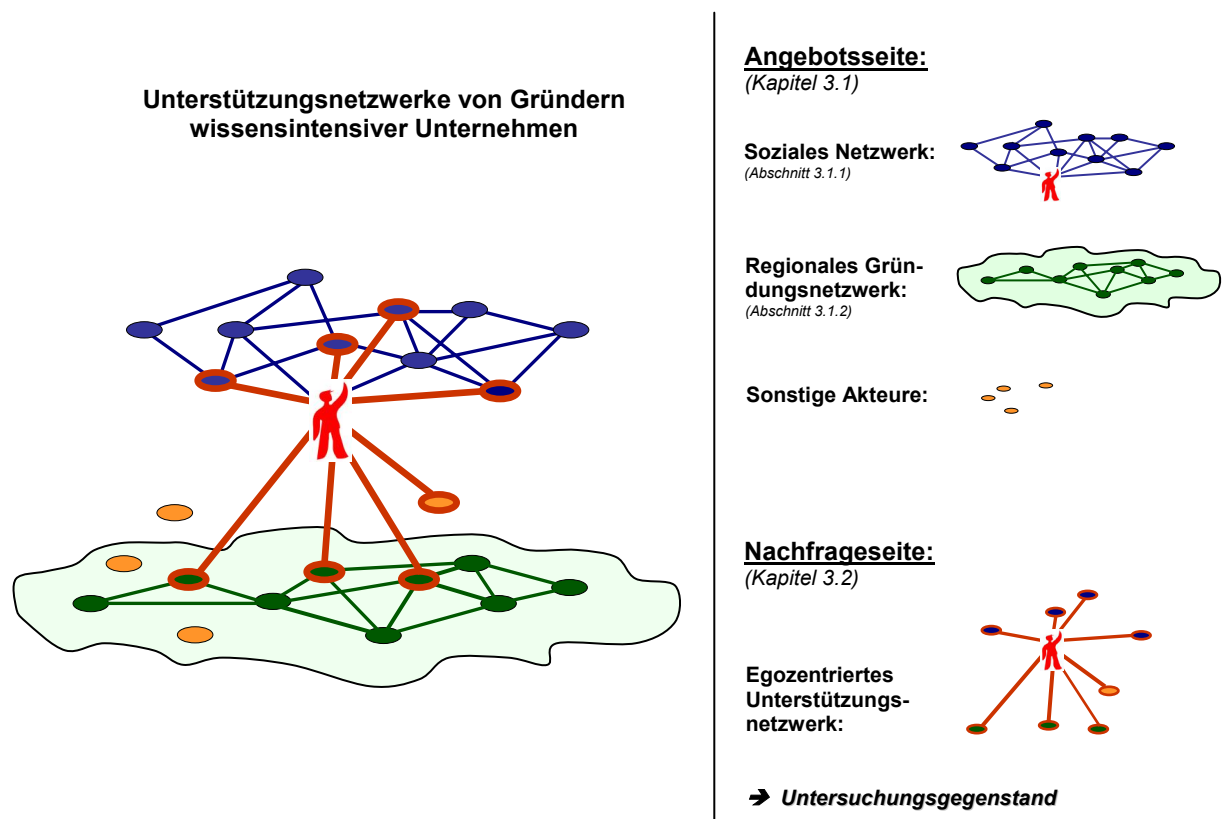 Unterstützungsnetzwerke von Gründern
wissensintensiver Unternehmen
Angebotsseite:
(Kapitel 3.1)
Soziales Netzwerk:
(Abschnitt 3.1.1)
Regionales Grün-
dungsnetzwerk:
(Abschnitt 3.1.2)
Sonstige Akteure:
Nachfrageseite:
(Kapitel 3.2)
Egozentriertes
Unterstützungs-
netzwerk:
➔ Untersuchungsgegenstand